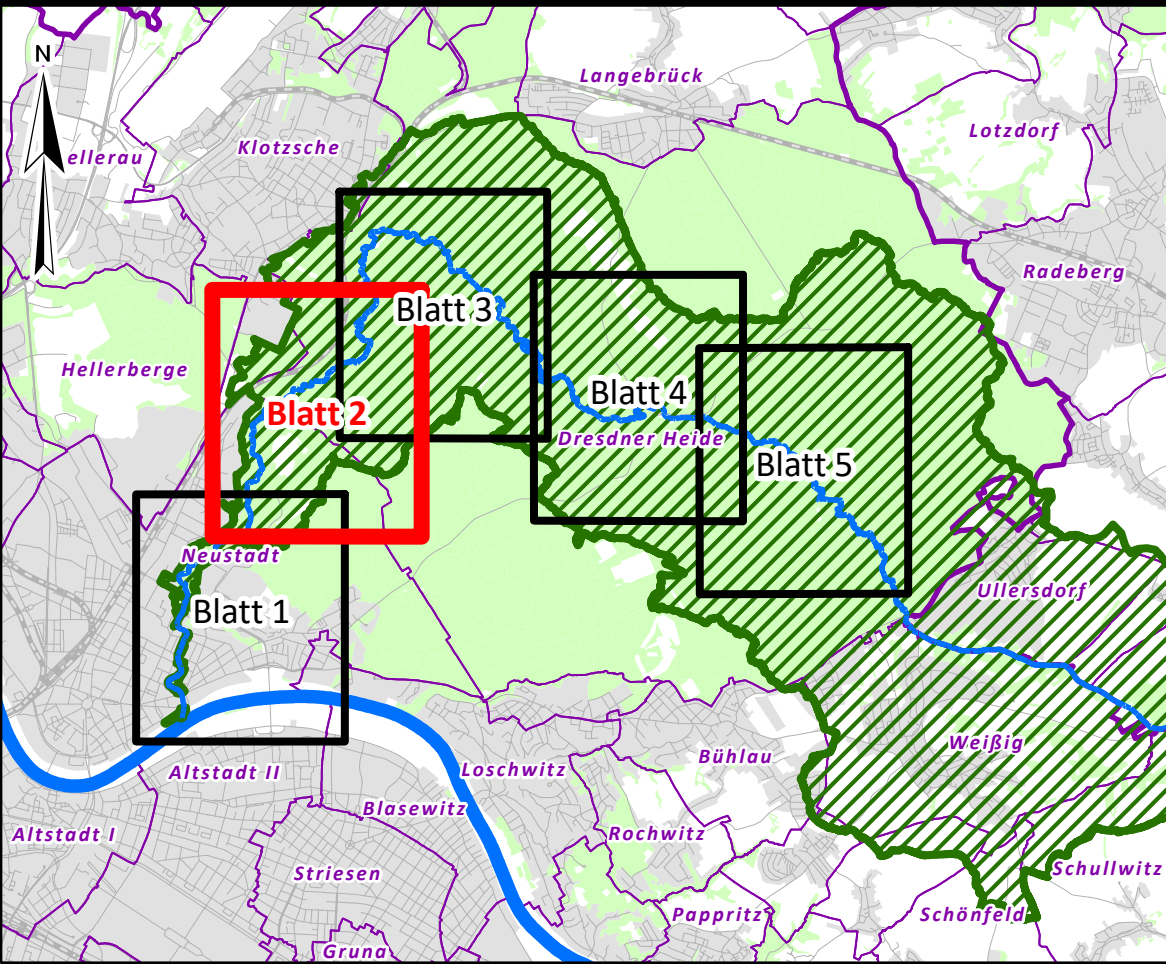 N
Langebrück
Lotzdorf
Klotzsche
ellerau
Radeberg
Blatt 3
Hellerberge
Blatt 4
Blatt 2
Dresdner Heide
Blatt 5
Neustadt
Ullersdorf
Blatt 1
Weißig
Bühlau
Altstadt II
Loschwitz
Blasewitz
Altstadt I
Rochwitz
Striesen
Schullwitz
Pappritz
Schönfeld
Gruna